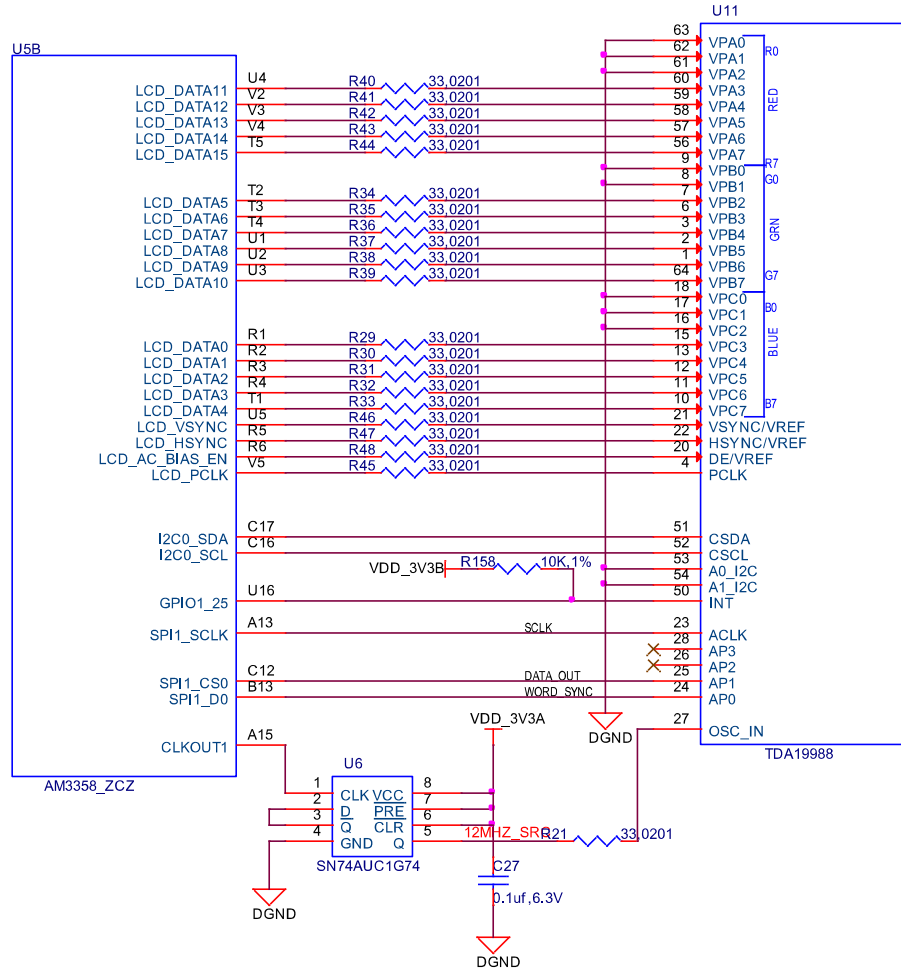 U11
U5B
63 VPA0
62 VPA1
61 VPA2
LCD_DATA11 U4 R40 33,0201 60 VPA3
LCD_DATA12 V2 R41 33,0201 59 VPA4
LCD_DATA13 V3 R42 33,0201 58 VPA5
LCD_DATA14 V4 R43 33,0201 57 VPA6
LCD_DATA15 T5 R44 33,0201 56 VPA7
R0
RED
R7
9 VPB0
8 VPB1
LCD_DATA5 T2 R34 33,0201 7 VPB2
LCD_DATA6 T3 R35 33,0201 6 VPB3
LCD_DATA7 T4 R36 33,0201 3 VPB4
LCD_DATA8 U1 R37 33,0201 2 VPB5
LCD_DATA9 U2 R38 33,0201 1 VPB6
LCD_DATA10 U3 R39 33,0201 64 VPB7
G0
GRN
G7
18 VPC0
17 VPC1
16 VPC2
LCD_DATA0 R1 R29 33,0201 15 VPC3
LCD_DATA1 R2 R30 33,0201 13 VPC4
LCD_DATA2 R3 R31 33,0201 12 VPC5
LCD_DATA3 R4 R32 33,0201 11 VPC6
LCD_DATA4 T1 R33 33,0201 10 VPC7
B0
BLUE
B7
LCD_VSYNC U5 R46 33,0201 21 VSYNC/VREF
LCD_HSYNC R5 R47 33,0201 22 HSYNC/VREF
LCD_AC_BIAS_EN R6 R48 33,0201 20 DE/VREF
LCD_PCLK V5 R45 33,0201 4 PCLK
I2C0_SDA C17 51 CSDA
I2C0_SCL C16 52 CSCL
VDD_3V3B R158 10K,1% 53 A0_I2C
54 A1_I2C
GPIO1_25 U16 50 INT
SPI1_SCLK A13 SCLK 23 ACLK
28 AP3
26 AP2
SPI1_CS0 C12 DATA_OUT 25 AP1
SPI1_D0 B13 WORD_SYNC 24 AP0
VDD_3V3A DGND 27 OSC_IN
CLKOUT1 A15
TDA19988
AM3358_ZCZ
U6
1 CLK VCC 8
2 D PRE 7
3 Q CLR 6
4 GND Q 5 12MHZ_SR R21 33,0201
SN74AUC1G74
C27
0.1uf,6.3V
DGND
DGND